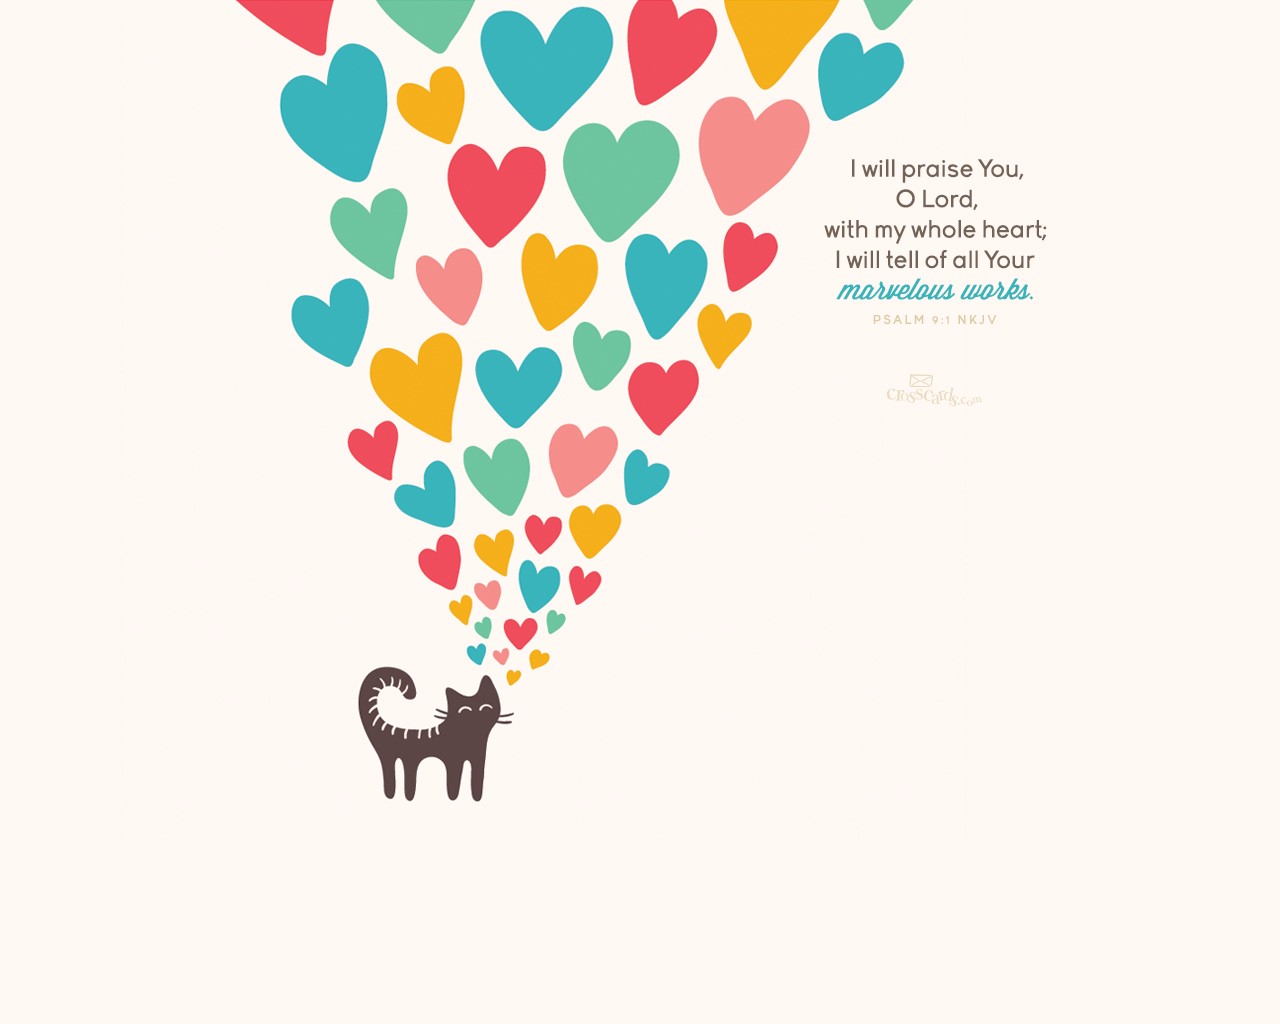 I will praise You,
O Lord,
with my whole heart;
I will tell of all Your
marvelous works.
PSALM 9:1 NKJV
crosscards.com